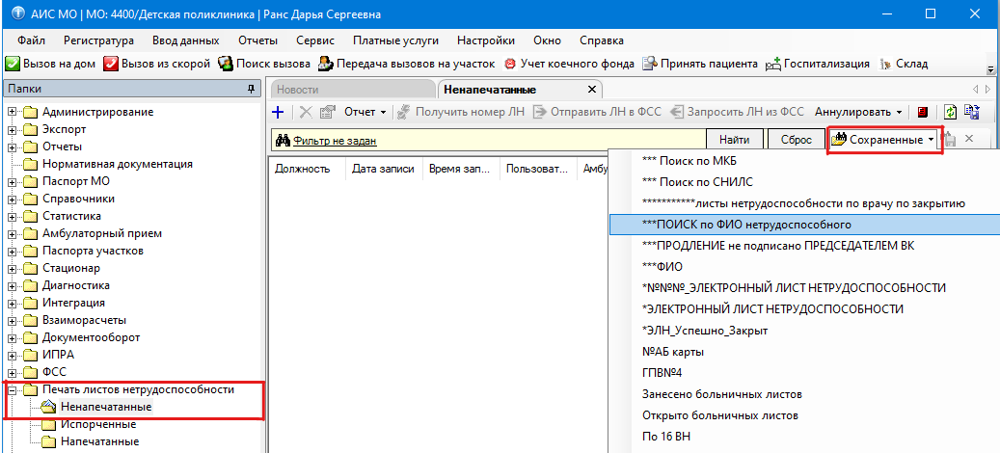 АИС МО | МО: 4400/Детская поликлиника | Ранс Дарья Сергеевна
Файл Регистратура Ввод данных Отчеты Сервис Платные услуги Настройки Окно Справка
Вызов на дом Вызов из скорой Поиск вызова Передача вызовов на участок Учет коечного фонда Принять пациента Госпитализация Склад
Папки
Администрирование
Экспорт
Отчеты
Нормативная документация
Паспорт МО
Справочники
Статистика
Амбулаторный прием
Паспорта участков
Стационар
Диагностика
Интеграция
Взаиморасчеты
Документооборот
ИПРА
ФСС
Печать листов нетрудоспособности
Ненапечатанные
Испорченные
Напечатанные
Новости Ненапечатанные
Отчет Получить номер ЛН Отправить ЛН в ФСС Запросить ЛН из ФСС Аннулировать
Фильтр не задан Найти Сброс Сохраненные
Должность Дата записи Время зап... Пользоват... Амбу
*** Поиск по МКБ
*** Поиск по СНИЛС
***********листы нетрудоспособности по врачу по закрытию
***ПОИСК по ФИО нетрудоспособного
***ПРОДЛЕНИЕ не подписано ПРЕДСЕДАТЕЛЕМ ВК
***ФИО
*№№№_ЭЛЕКТРОННЫЙ ЛИСТ НЕТРУДОСПОСОБНОСТИ
*ЭЛЕКТРОННЫЙ ЛИСТ НЕТРУДОСПОСОБНОСТИ
*ЭЛН_Успешно_Закрыт
№АБ карты
ГПВ№4
Занесено больничных листов
Открыто больничных листов
По 16 ВН